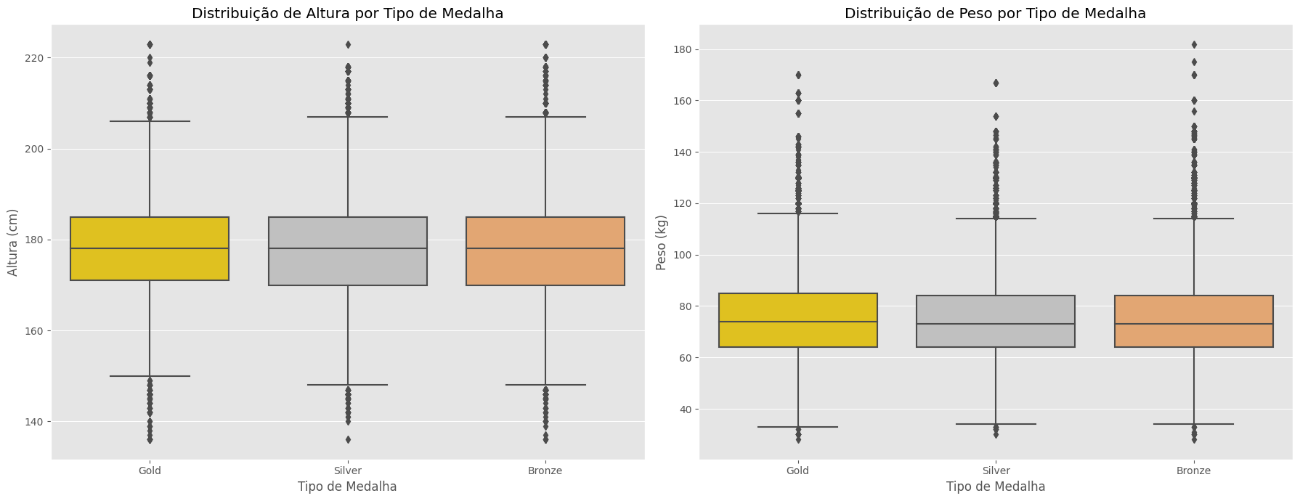 Distribuição de Altura por Tipo de Medalha
Altura (cm)
220
200
180
160
140
Gold
Silver
Bronze
Tipo de Medalha
Distribuição de Peso por Tipo de Medalha
Peso (kg)
180
160
140
120
100
80
60
40
Gold
Silver
Bronze
Tipo de Medalha